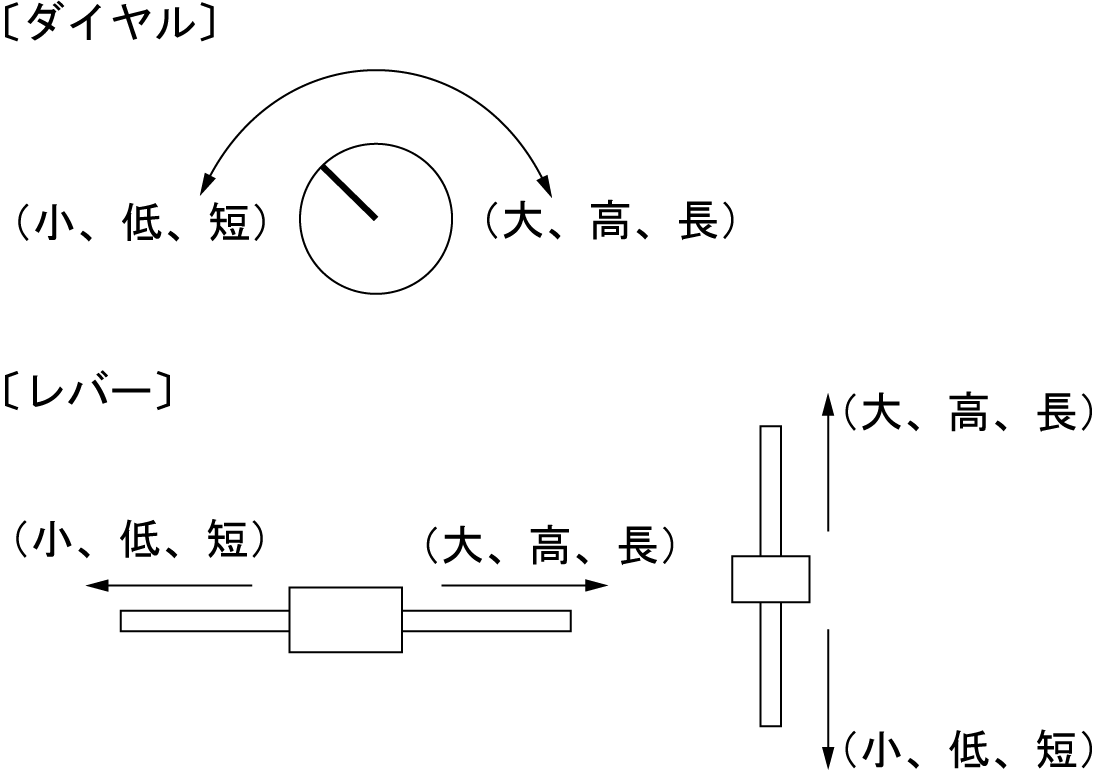 〔ダイヤル〕
（小、低、短）
（大、高、長）
〔レバー〕
（大、高、長）
（小、低、短）
（大、高、長）
（小、低、短）